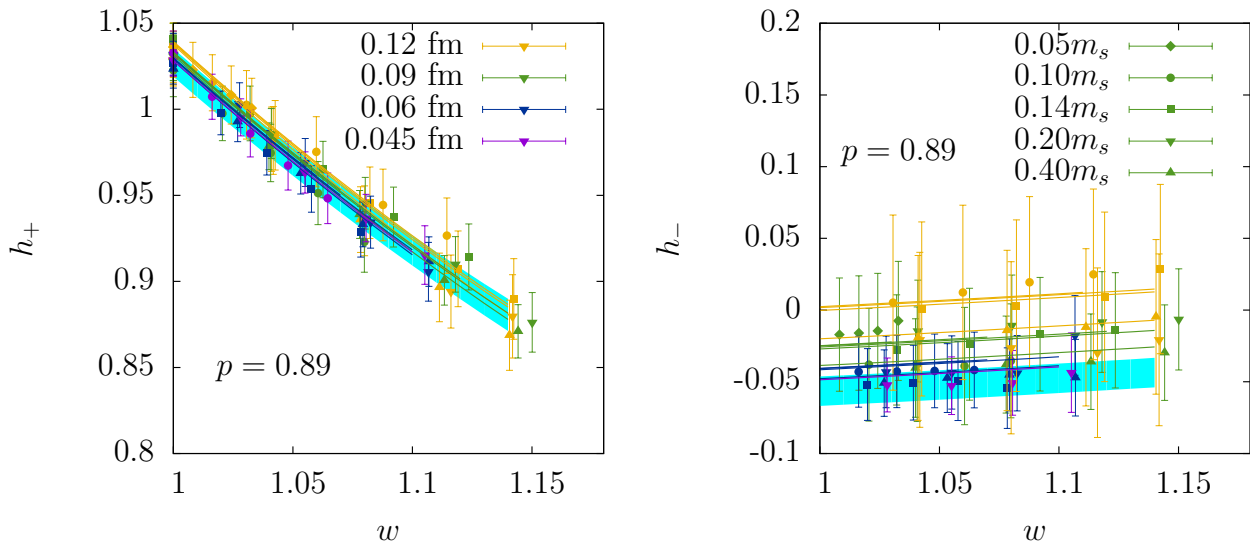 1.05
1
0.95
0.9
0.85
0.8
h₊
0.12 fm
0.09 fm
0.06 fm
0.045 fm
p = 0.89
1 1.05 1.1 1.15
w
0.2
0.15
0.1
0.05
0
-0.05
-0.1
h₋
0.05mₛ
0.10mₛ
0.14mₛ
0.20mₛ
0.40mₛ
p = 0.89
1 1.05 1.1 1.15
w